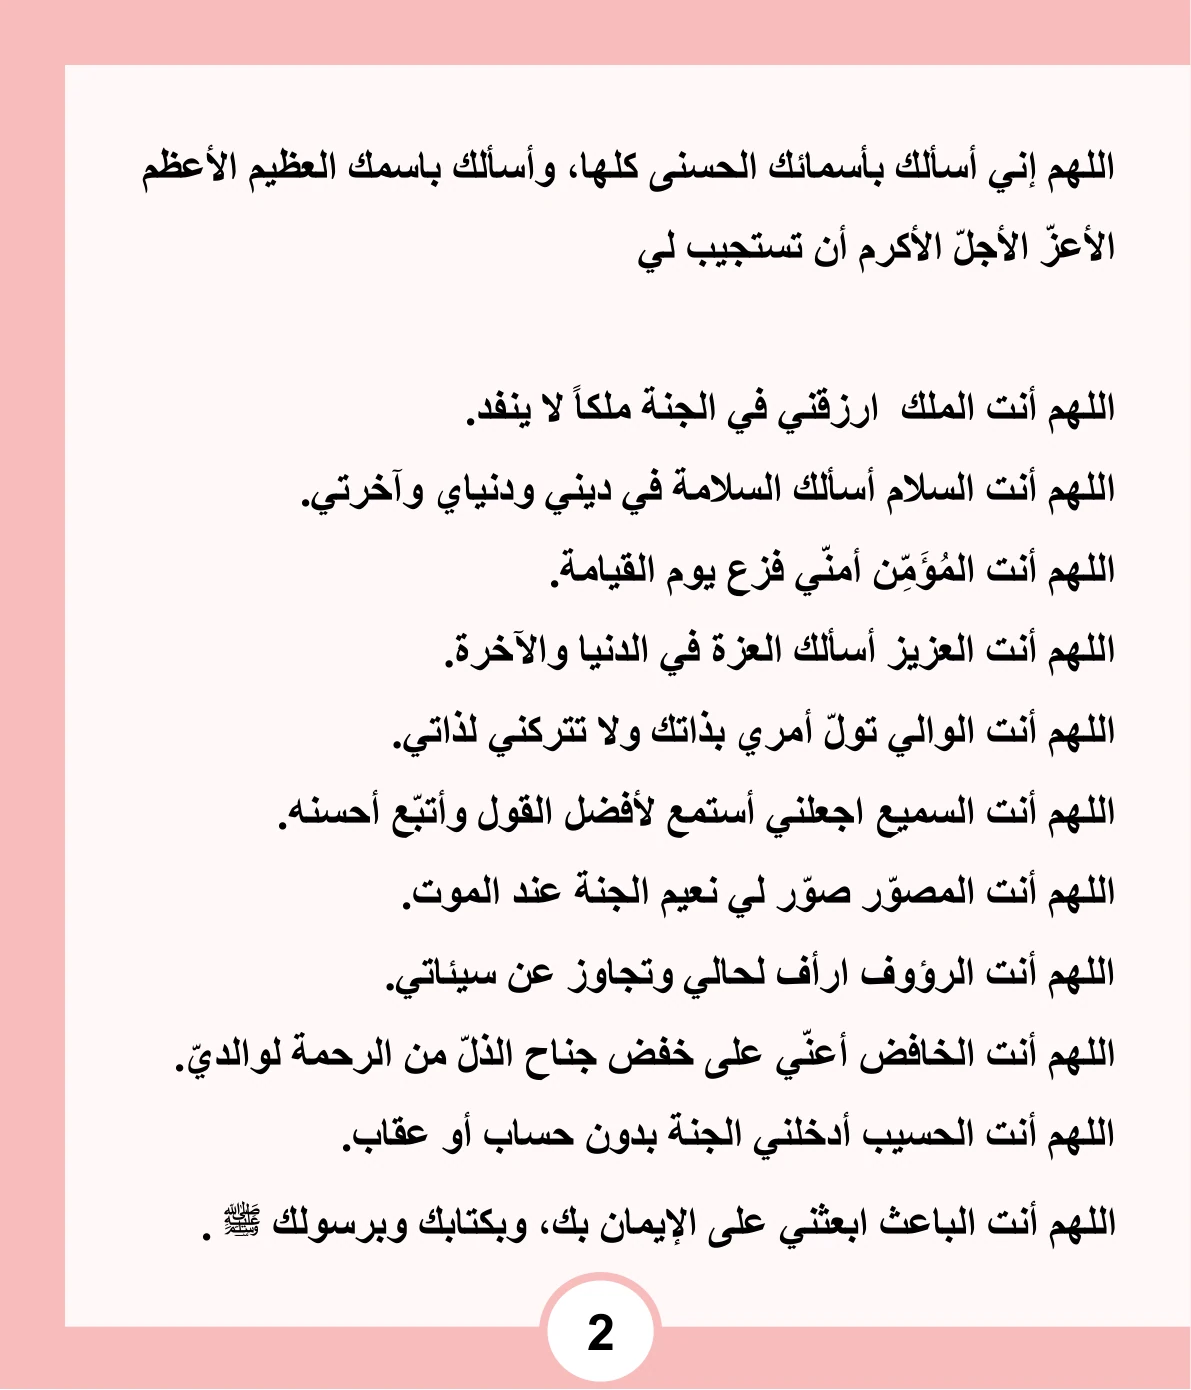 اللهم إني أسألك بأسمائك الحسنى كلها، وأسألك باسمك العظيم الأعظم
الأعزّ الأجلّ الأكرم أن تستجيب لي
اللهم أنت الملك ارزقني في الجنة ملكاً لا ينفد.
اللهم أنت السلام أسألك السلامة في ديني ودنياي وآخرتي.
اللهم أنت المُؤَمِّن أمنّي فزع يوم القيامة.
اللهم أنت العزيز أسألك العزة في الدنيا والآخرة.
اللهم أنت الوالي تولّ أمري بذاتك ولا تتركني لذاتي.
اللهم أنت السميع اجعلني أستمع لأفضل القول وأتبّع أحسنه.
اللهم أنت المصوّر صوّر لي نعيم الجنة عند الموت.
اللهم أنت الرؤوف ارأف لحالي وتجاوز عن سيئاتي.
اللهم أنت الخافض أعنّي على خفض جناح الذلّ من الرحمة لوالديّ.
اللهم أنت الحسيب أدخلني الجنة بدون حساب أو عقاب.
اللهم أنت الباعث ابعثني على الإيمان بك، وبكتابك وبرسولك ﷺ .
2